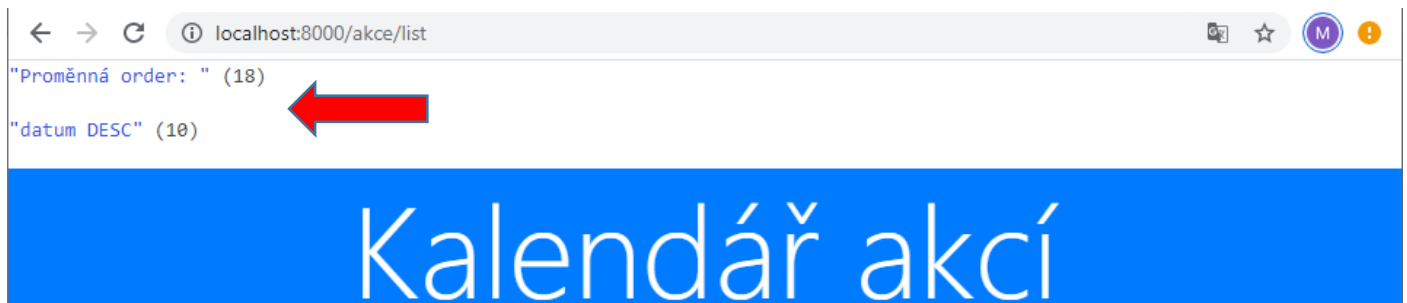 localhost:8000/akce/list
M
"Proměnná order: " (18)
"datum DESC" (10)
Kalendář akcí